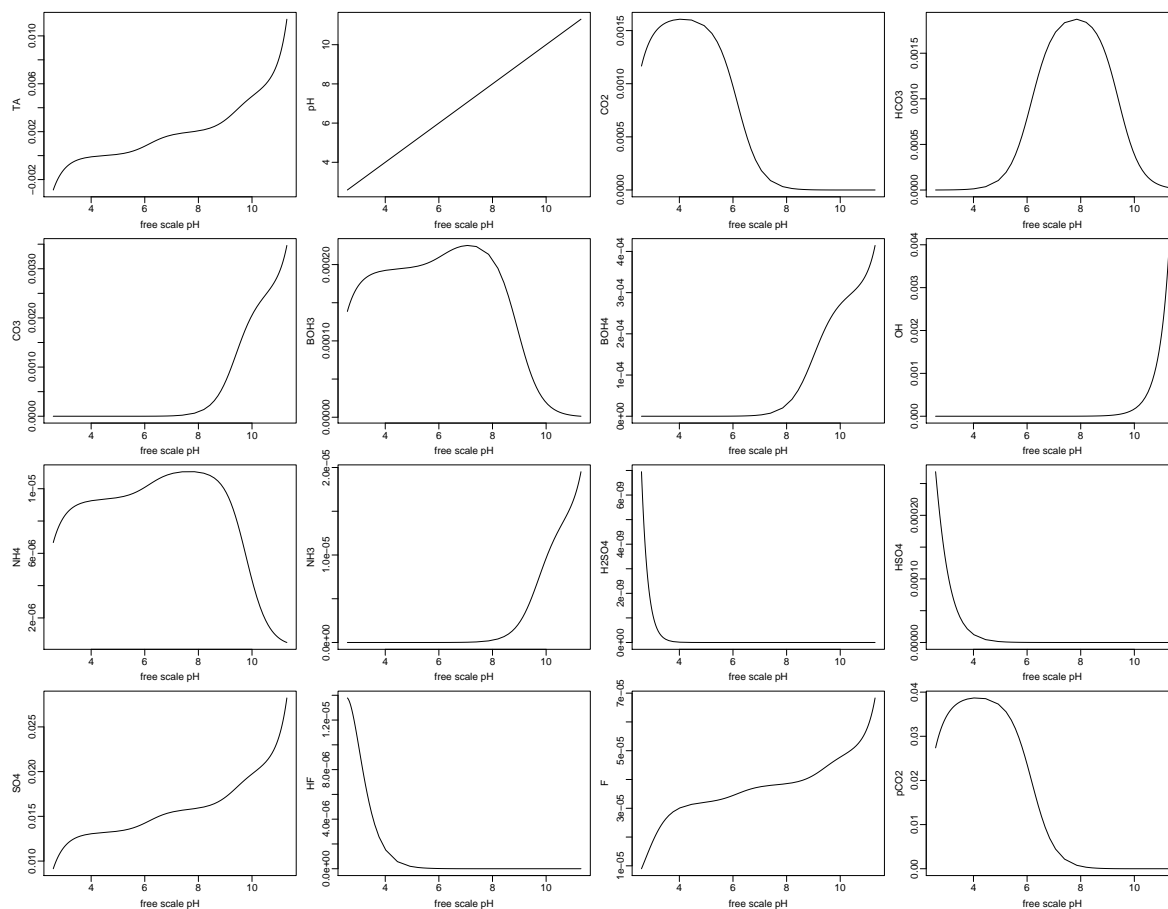 TA
-0.002 0.002 0.006 0.010
4 6 8 10
free scale pH
pH
4 6 8 10
4 6 8 10
free scale pH
CO2
0.0000 0.0005 0.0010 0.0015
4 6 8 10
free scale pH
HCO3
0.0000 0.0005 0.0010 0.0015
4 6 8 10
free scale pH
CO3
0.0000 0.0010 0.0020 0.0030
4 6 8 10
free scale pH
BOH3
0.0000 0.0010 0.0020
4 6 8 10
free scale pH
BOH4
0e+00 1e-04 2e-04 3e-04 4e-04
4 6 8 10
free scale pH
OH
0.000 0.001 0.002 0.003 0.004
4 6 8 10
free scale pH
NH4
2e-06 6e-06 1e-05
4 6 8 10
free scale pH
NH3
0.0e+00 1.0e-05 2.0e-05
4 6 8 10
free scale pH
H2SO4
0e+00 2e-09 4e-09 6e-09
4 6 8 10
free scale pH
HSO4
0.00000 0.00010 0.00020
4 6 8 10
free scale pH
SO4
0.010 0.015 0.020 0.025
4 6 8 10
free scale pH
HF
0.0e+00 4.0e-06 8.0e-06 1.2e-05
4 6 8 10
free scale pH
F
1e-05 3e-05 5e-05 7e-05
4 6 8 10
free scale pH
pCO2
0.00 0.01 0.02 0.03 0.04
4 6 8 10
free scale pH